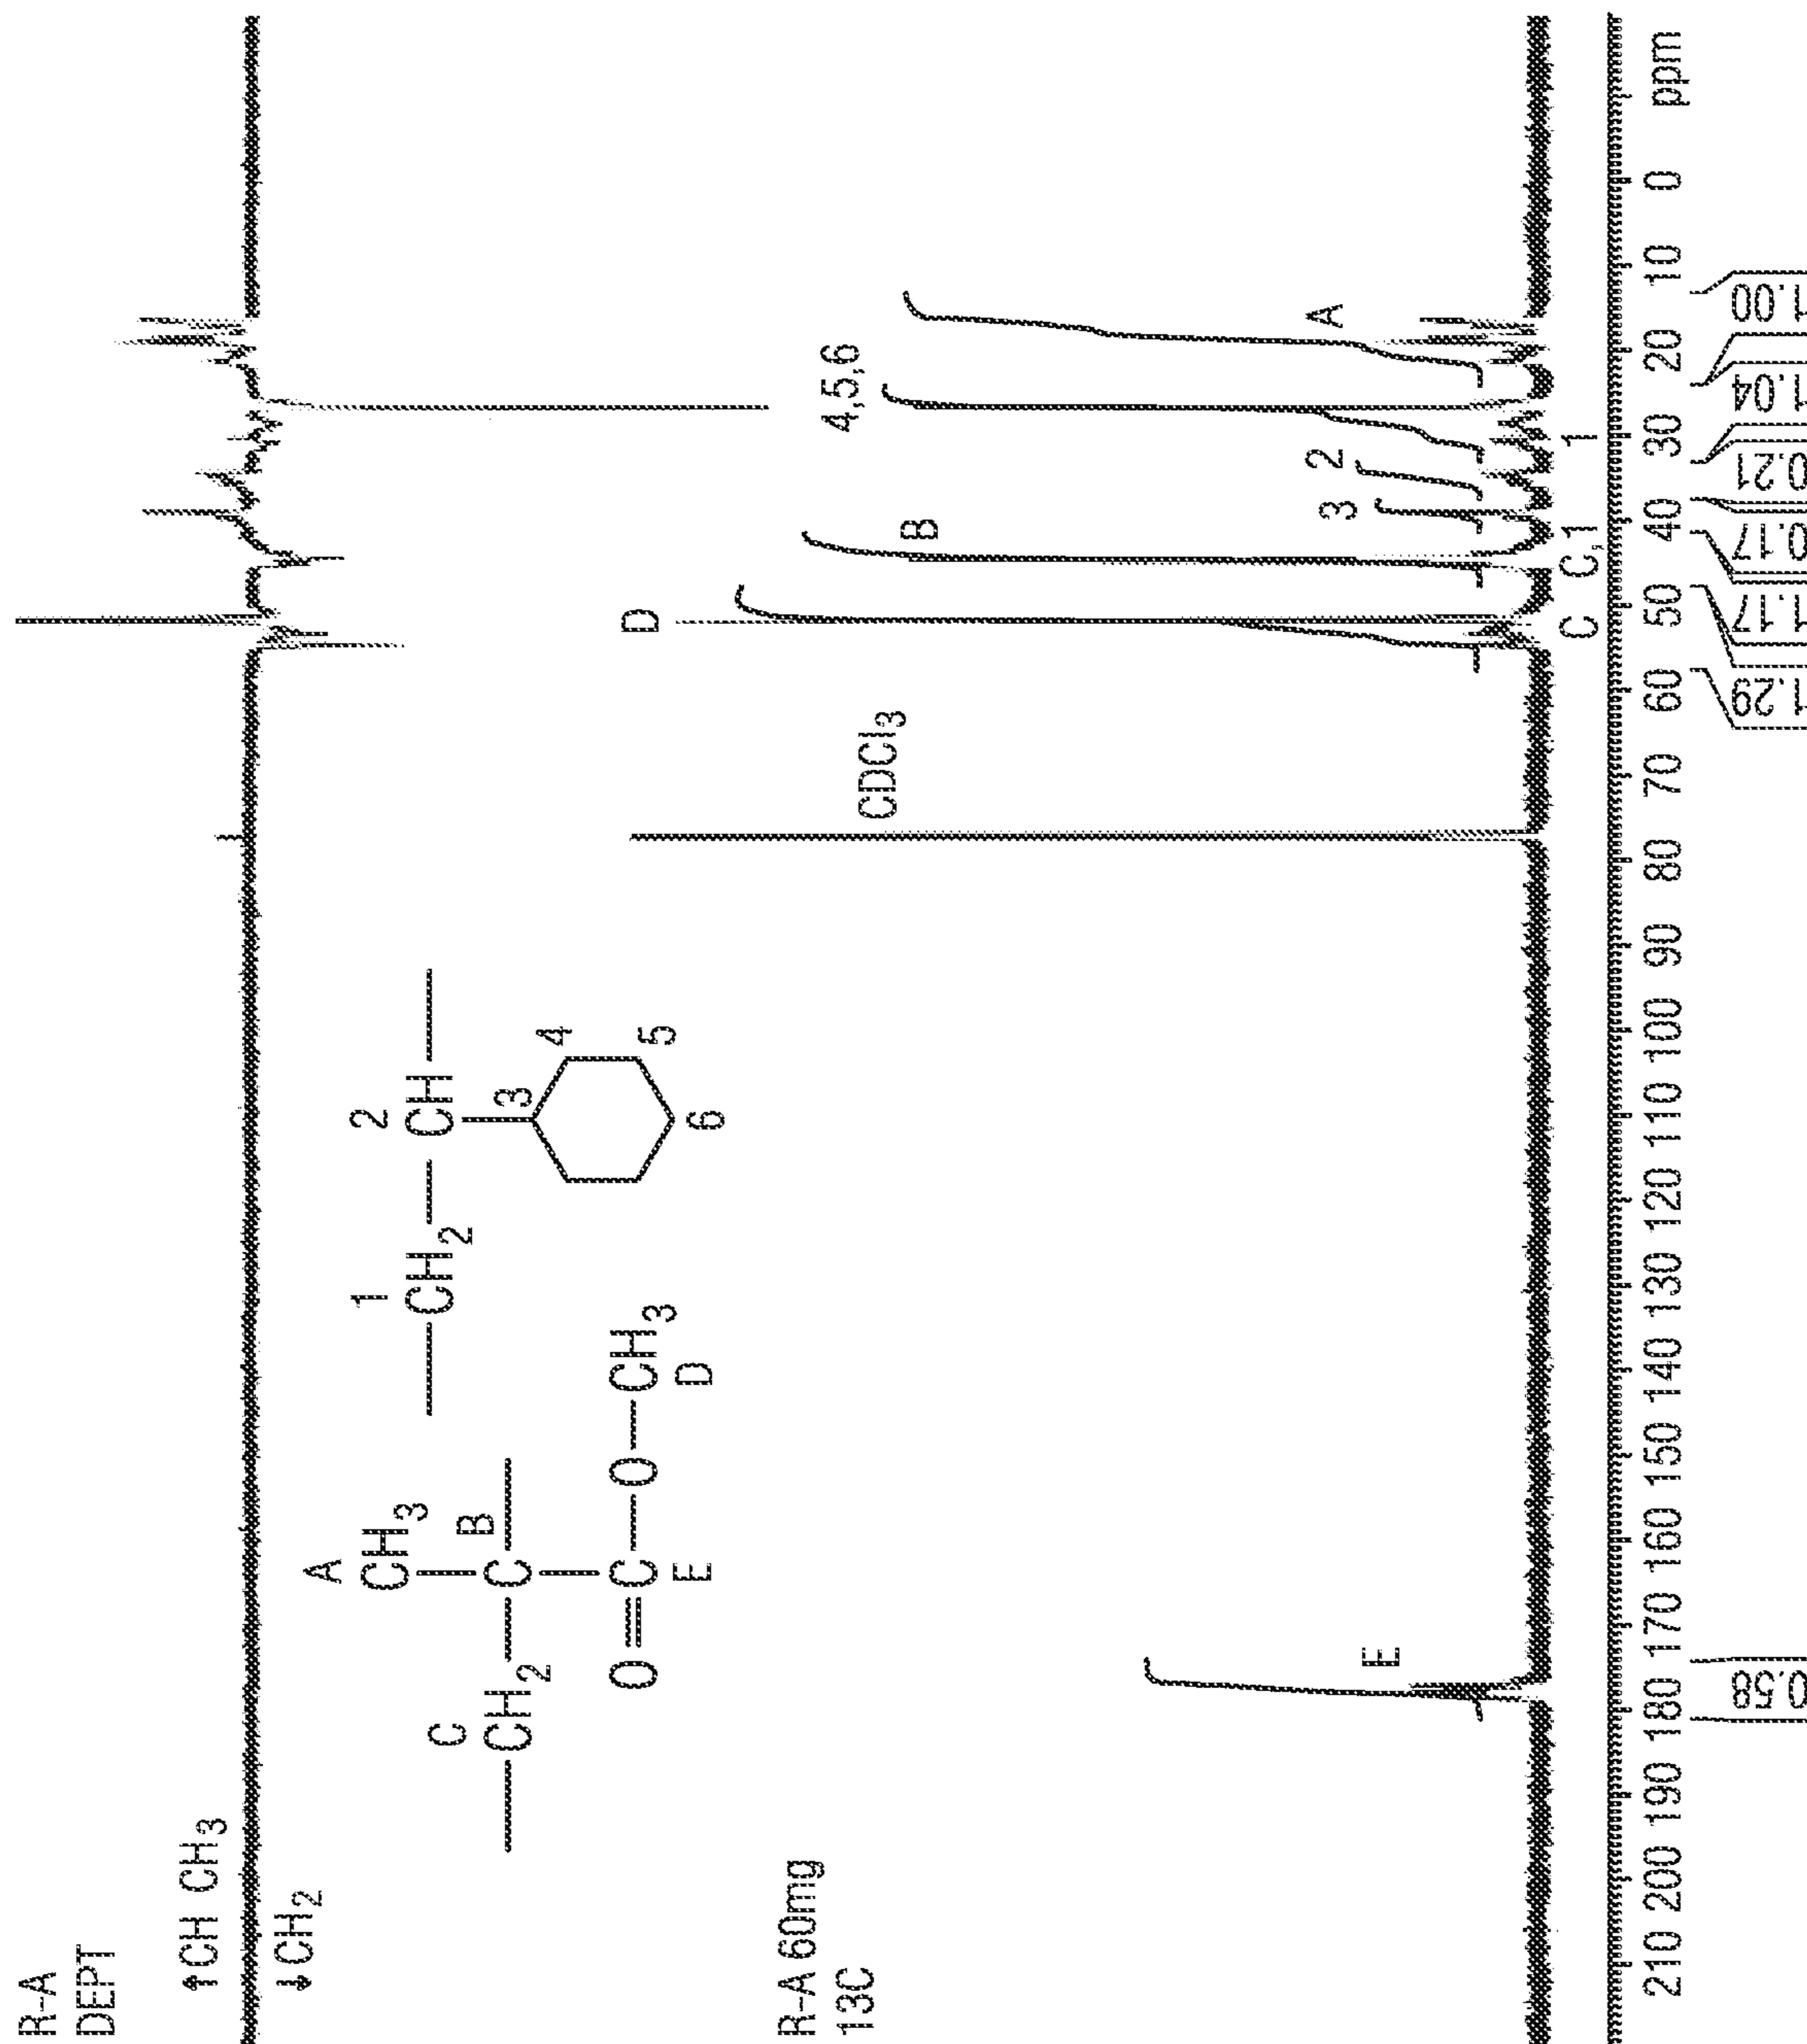 R-A
DEPT
↑CH CH3
↓CH2
A
CH3
B
C
CH2
C
C
O
O
CH3
D
E
1
CH2
2
CH
3
4
5
6
R-A 60mg
13C
E
CDCl3
D
B
3
2
4,5,6
A
C
C,1
1
210 200 190 180 170 160 150 140 130 120 110 100 90 80 70 60 50 40 30 20 10 0 ppm
0.58
1.29
1.17
0.17
0.21
1.04
1.00